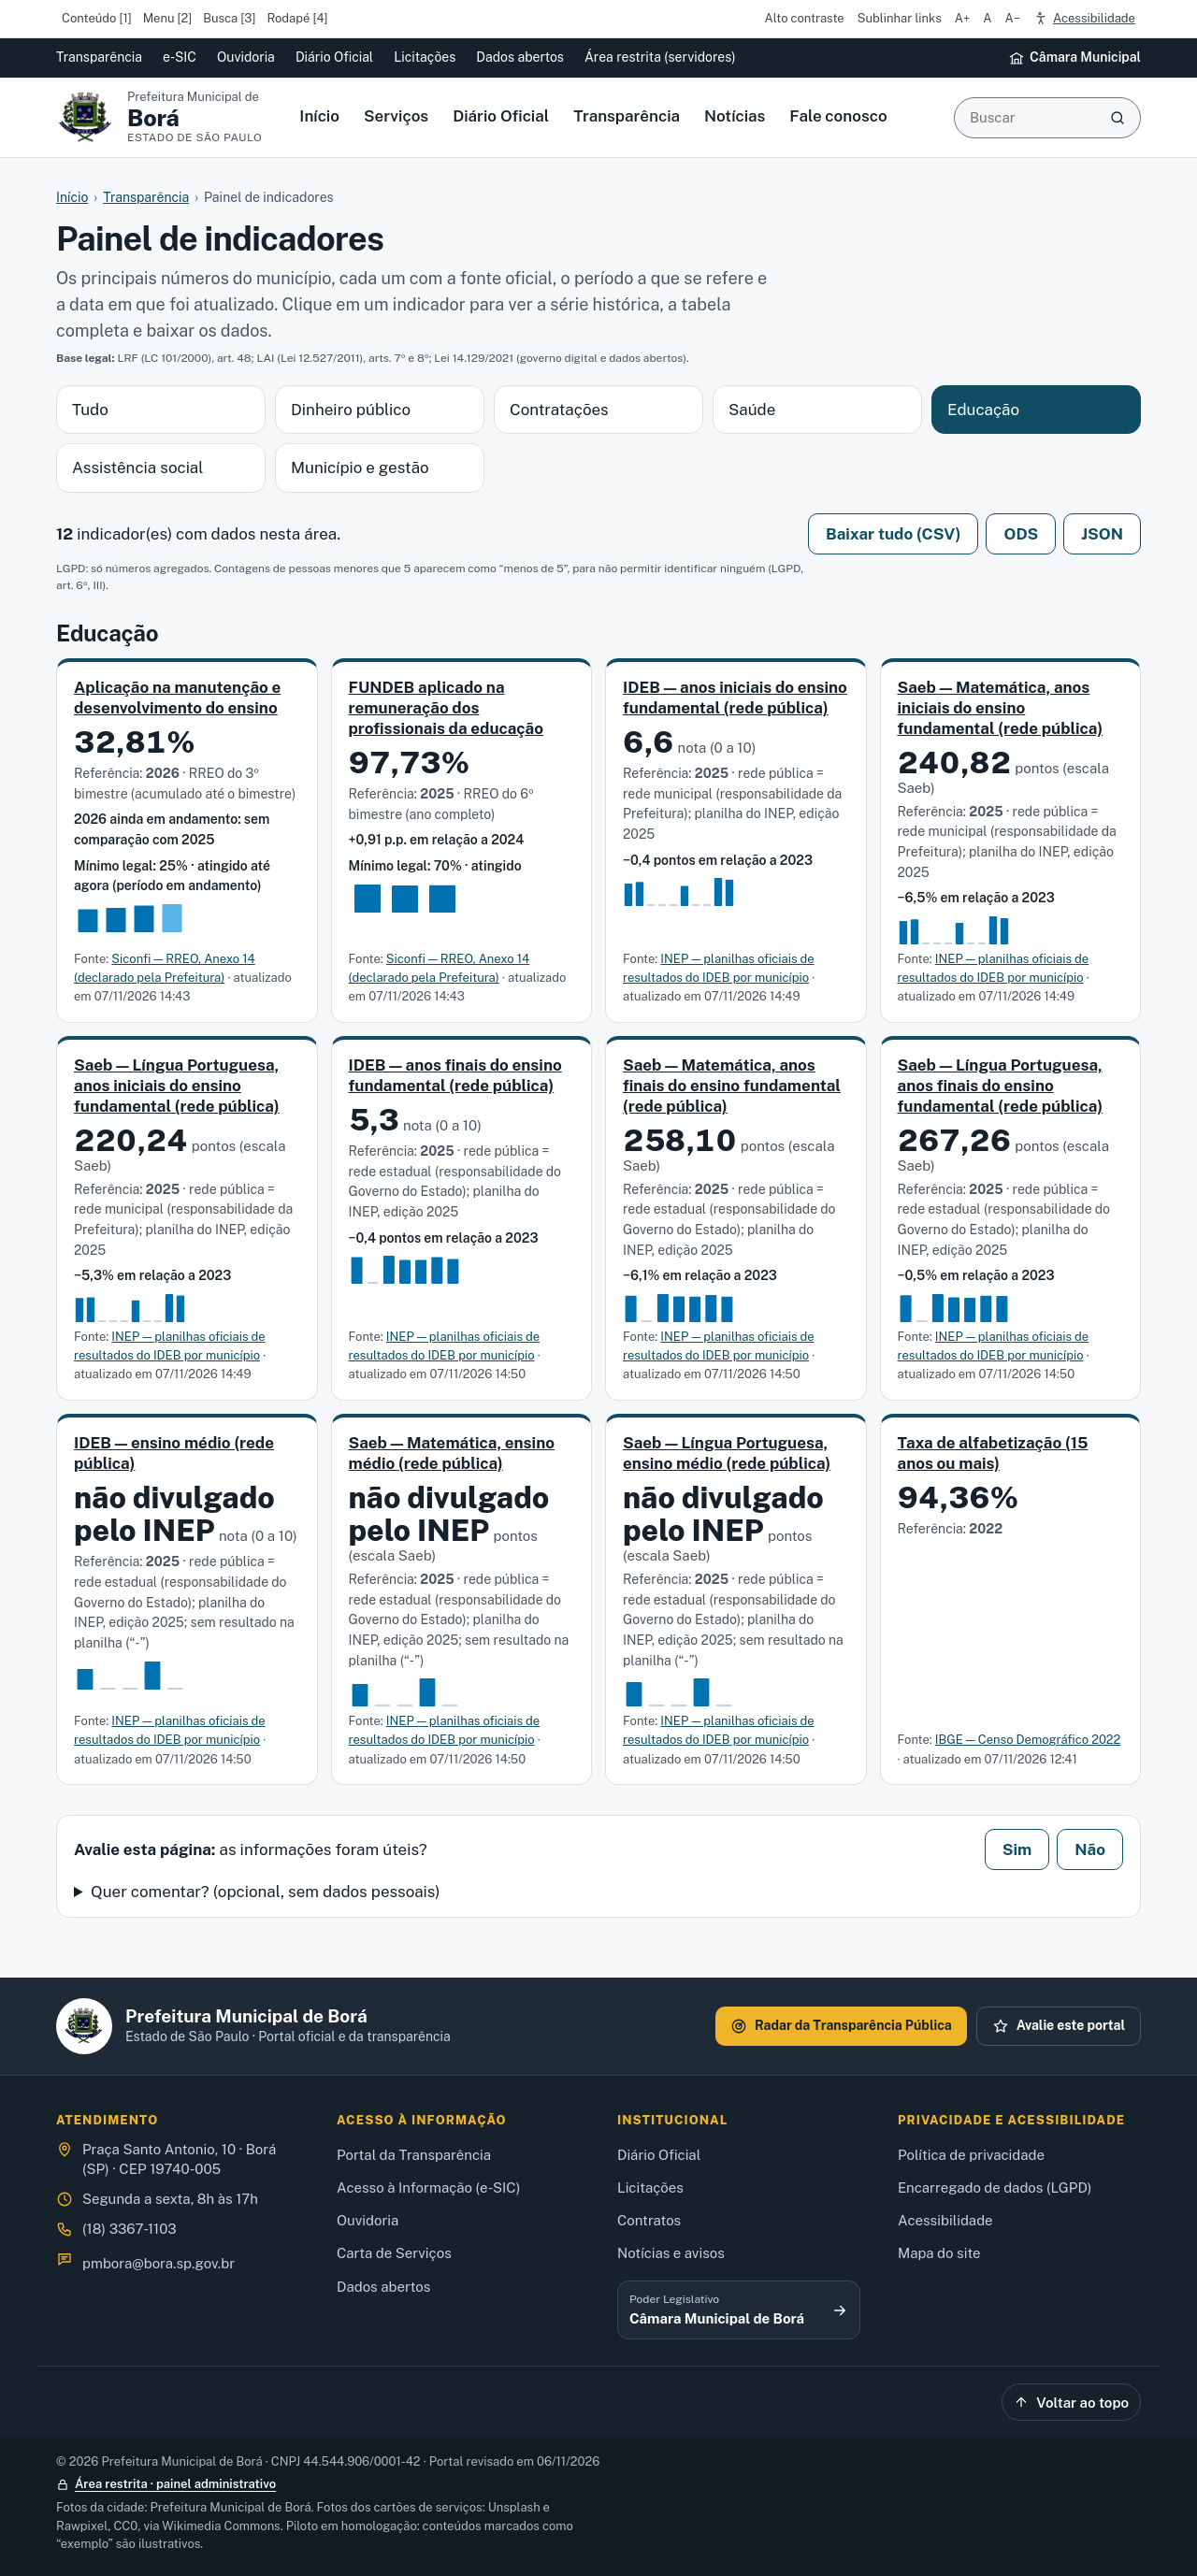 Conteúdo [1] Menu [2] Busca [3] Rodapé [4] Alto contraste Sublinhar links A+ A A− Acessibilidade
Transparência e-SIC Ouvidoria Diário Oficial Licitações Dados abertos Área restrita (servidores) Câmara Municipal
Prefeitura Municipal de
Borá
ESTADO DE SÃO PAULO
Início Serviços Diário Oficial Transparência Notícias Fale conosco Buscar
Início › Transparência › Painel de indicadores
Painel de indicadores
Os principais números do município, cada um com a fonte oficial, o período a que se refere e
a data em que foi atualizado. Clique em um indicador para ver a série histórica, a tabela
completa e baixar os dados.
Base legal: LRF (LC 101/2000), art. 48; LAI (Lei 12.527/2011), arts. 7º e 8º; Lei 14.129/2021 (governo digital e dados abertos).
Tudo Dinheiro público Contratações Saúde Educação
Assistência social Município e gestão
12 indicador(es) com dados nesta área. Baixar tudo (CSV) ODS JSON
LGPD: só números agregados. Contagens de pessoas menores que 5 aparecem como “menos de 5”, para não permitir identificar ninguém (LGPD,
art. 6º, III).
Educação
Aplicação na manutenção e
desenvolvimento do ensino
32,81%
Referência: 2026 · RREO do 3º
bimestre (acumulado até o bimestre)
2026 ainda em andamento: sem
comparação com 2025
Mínimo legal: 25% · atingido até
agora (período em andamento)
Fonte: Siconfi — RREO, Anexo 14
(declarado pela Prefeitura) · atualizado
em 07/11/2026 14:43
FUNDEB aplicado na
remuneração dos
profissionais da educação
97,73%
Referência: 2025 · RREO do 6º
bimestre (ano completo)
+0,91 p.p. em relação a 2024
Mínimo legal: 70% · atingido
Fonte: Siconfi — RREO, Anexo 14
(declarado pela Prefeitura) · atualizado
em 07/11/2026 14:43
IDEB — anos iniciais do ensino
fundamental (rede pública)
6,6 nota (0 a 10)
Referência: 2025 · rede pública =
rede municipal (responsabilidade da
Prefeitura); planilha do INEP, edição
2025
−0,4 pontos em relação a 2023
Fonte: INEP — planilhas oficiais de
resultados do IDEB por município ·
atualizado em 07/11/2026 14:49
Saeb — Matemática, anos
iniciais do ensino
fundamental (rede pública)
240,82 pontos (escala
Saeb)
Referência: 2025 · rede pública =
rede municipal (responsabilidade da
Prefeitura); planilha do INEP, edição
2025
−6,5% em relação a 2023
Fonte: INEP — planilhas oficiais de
resultados do IDEB por município ·
atualizado em 07/11/2026 14:49
Saeb — Língua Portuguesa,
anos iniciais do ensino
fundamental (rede pública)
220,24 pontos (escala
Saeb)
Referência: 2025 · rede pública =
rede municipal (responsabilidade da
Prefeitura); planilha do INEP, edição
2025
−5,3% em relação a 2023
Fonte: INEP — planilhas oficiais de
resultados do IDEB por município ·
atualizado em 07/11/2026 14:49
IDEB — anos finais do ensino
fundamental (rede pública)
5,3 nota (0 a 10)
Referência: 2025 · rede pública =
rede estadual (responsabilidade do
Governo do Estado); planilha do
INEP, edição 2025
−0,4 pontos em relação a 2023
Fonte: INEP — planilhas oficiais de
resultados do IDEB por município ·
atualizado em 07/11/2026 14:50
Saeb — Matemática, anos
finais do ensino fundamental
(rede pública)
258,10 pontos (escala
Saeb)
Referência: 2025 · rede pública =
rede estadual (responsabilidade do
Governo do Estado); planilha do
INEP, edição 2025
−6,1% em relação a 2023
Fonte: INEP — planilhas oficiais de
resultados do IDEB por município ·
atualizado em 07/11/2026 14:50
Saeb — Língua Portuguesa,
anos finais do ensino
fundamental (rede pública)
267,26 pontos (escala
Saeb)
Referência: 2025 · rede pública =
rede estadual (responsabilidade do
Governo do Estado); planilha do
INEP, edição 2025
−0,5% em relação a 2023
Fonte: INEP — planilhas oficiais de
resultados do IDEB por município ·
atualizado em 07/11/2026 14:50
IDEB — ensino médio (rede
pública)
não divulgado
pelo INEP nota (0 a 10)
Referência: 2025 · rede pública =
rede estadual (responsabilidade do
Governo do Estado); planilha do
INEP, edição 2025; sem resultado na
planilha (“-”)
Fonte: INEP — planilhas oficiais de
resultados do IDEB por município ·
atualizado em 07/11/2026 14:50
Saeb — Matemática, ensino
médio (rede pública)
não divulgado
pelo INEP pontos
(escala Saeb)
Referência: 2025 · rede pública =
rede estadual (responsabilidade do
Governo do Estado); planilha do
INEP, edição 2025; sem resultado na
planilha (“-”)
Fonte: INEP — planilhas oficiais de
resultados do IDEB por município ·
atualizado em 07/11/2026 14:50
Saeb — Língua Portuguesa,
ensino médio (rede pública)
não divulgado
pelo INEP pontos
(escala Saeb)
Referência: 2025 · rede pública =
rede estadual (responsabilidade do
Governo do Estado); planilha do
INEP, edição 2025; sem resultado na
planilha (“-”)
Fonte: INEP — planilhas oficiais de
resultados do IDEB por município ·
atualizado em 07/11/2026 14:50
Taxa de alfabetização (15
anos ou mais)
94,36%
Referência: 2022
Fonte: IBGE — Censo Demográfico 2022
· atualizado em 07/11/2026 12:41
Avalie esta página: as informações foram úteis? Sim Não
Quer comentar? (opcional, sem dados pessoais)
Prefeitura Municipal de Borá
Estado de São Paulo · Portal oficial e da transparência
Radar da Transparência Pública Avalie este portal
ATENDIMENTO
Praça Santo Antonio, 10 · Borá
(SP) · CEP 19740-005
Segunda a sexta, 8h às 17h
(18) 3367-1103
pmbora@bora.sp.gov.br
ACESSO À INFORMAÇÃO
Portal da Transparência
Acesso à Informação (e-SIC)
Ouvidoria
Carta de Serviços
Dados abertos
INSTITUCIONAL
Diário Oficial
Licitações
Contratos
Notícias e avisos
Poder Legislativo
Câmara Municipal de Borá
PRIVACIDADE E ACESSIBILIDADE
Política de privacidade
Encarregado de dados (LGPD)
Acessibilidade
Mapa do site
Voltar ao topo
© 2026 Prefeitura Municipal de Borá · CNPJ 44.544.906/0001-42 · Portal revisado em 06/11/2026
Área restrita · painel administrativo
Fotos da cidade: Prefeitura Municipal de Borá. Fotos dos cartões de serviços: Unsplash e
Rawpixel, CC0, via Wikimedia Commons. Piloto em homologação: conteúdos marcados como
“exemplo” são ilustrativos.